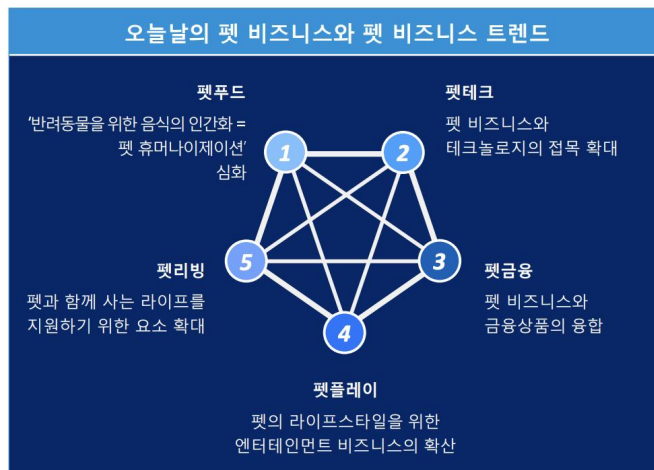 오늘날의 펫 비즈니스와 펫 비즈니스 트렌드
펫푸드
'반려동물을 위한 음식의 인간화 =
펫 휴머나이제이션'
심화
1
펫테크
펫 비즈니스와
테크놀로지의 접목 확대
2
펫금융
펫 비즈니스와
금융상품의 융합
3
펫플레이
펫의 라이프스타일을 위한
엔터테인먼트 비즈니스의 확산
4
펫리빙
펫과 함께 사는 라이프를
지원하기 위한 요소 확대
5